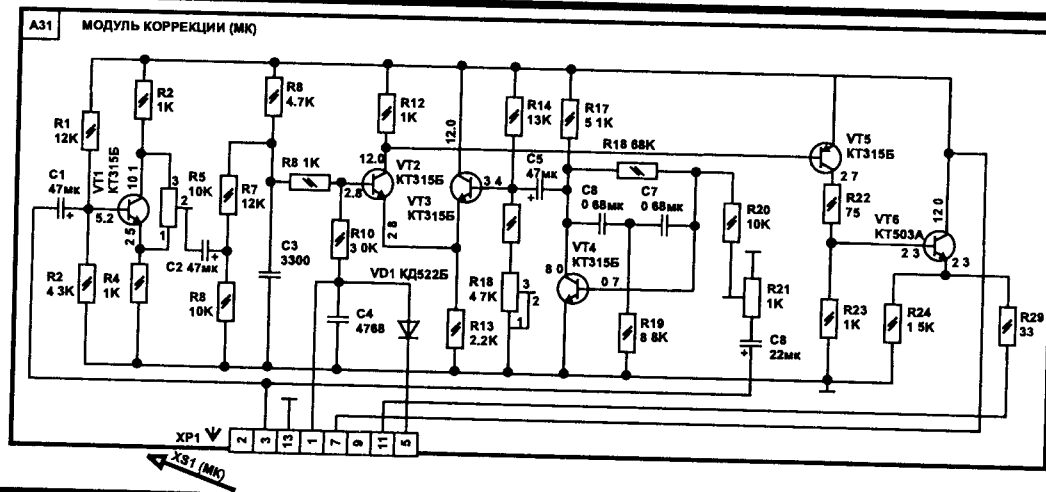 A31 МОДУЛЬ КОРРЕКЦИИ (МК)
R1
12K
R2
1K
R8
4.7K
R12
1K
R14
13K
R17
5 1K
R18 68K
C1
47мк
VT1
КТ315Б
10 1
5.2
2 5
3
2
1
R5
10K
R7
12K
R8 1K
12.0
2.8
VT2
КТ315Б
VT3
КТ315Б
12.0
3 4
2 8
C5
47мк
C8
0 68мк
C7
0 68мк
VT5
КТ315Б
2 7
R22
75
VT6
КТ503А
12 0
2 3
2 3
R2
4 3K
R4
1K
C2 47мк
R8
10K
C3
3300
R10
3 0K
VD1 КД522Б
C4
4768
R13
2.2K
R18
4 7K
3
2
1
VT4
КТ315Б
8 0
0 7
R19
8 8K
R20
10K
R21
1K
C8
22мк
R23
1K
R24
1 5K
R29
33
XP1
2
3
13
1
7
9
11
5
XS1 (МК)